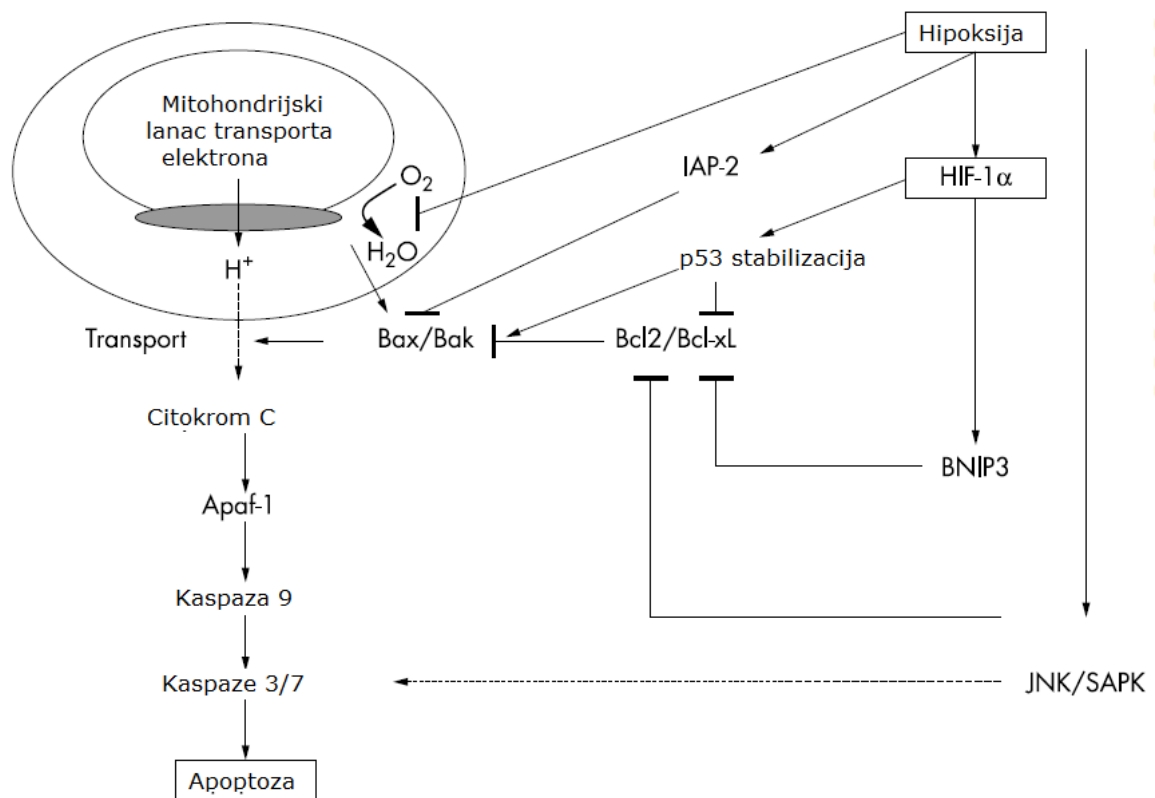 Hipoksija
Mitohondrijski
lanac transporta
elektrona
O2
IAP-2
HIF-1α
H2O
H+
p53 stabilizacija
Transport
Bax/Bak
Bcl2/Bcl-xL
Citokrom C
BNIP3
Apaf-1
Kaspaza 9
Kaspaze 3/7
JNK/SAPK
Apoptoza